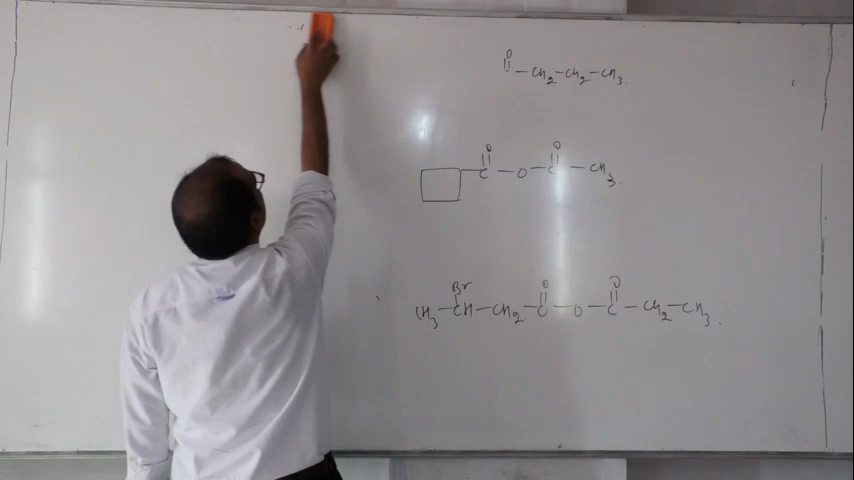 O
|| – CH2–CH2–CH3.
O O
|| ||
C – O – C – CH3.
Br O O
| || ||
CH3–CH–CH2–C–O–C–CH2–CH3.